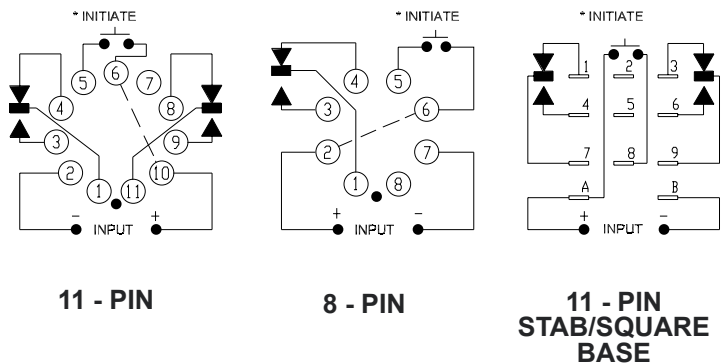 * INITIATE
5 6 7
4 8
3 9
2 10
1 11
- INPUT +
11 - PIN
* INITIATE
4 5
3 6
2 7
1 8
+ INPUT -
8 - PIN
* INITIATE
1 2 3
4 5 6
7 8 9
A B
+ INPUT -
11 - PIN
STAB/SQUARE
BASE